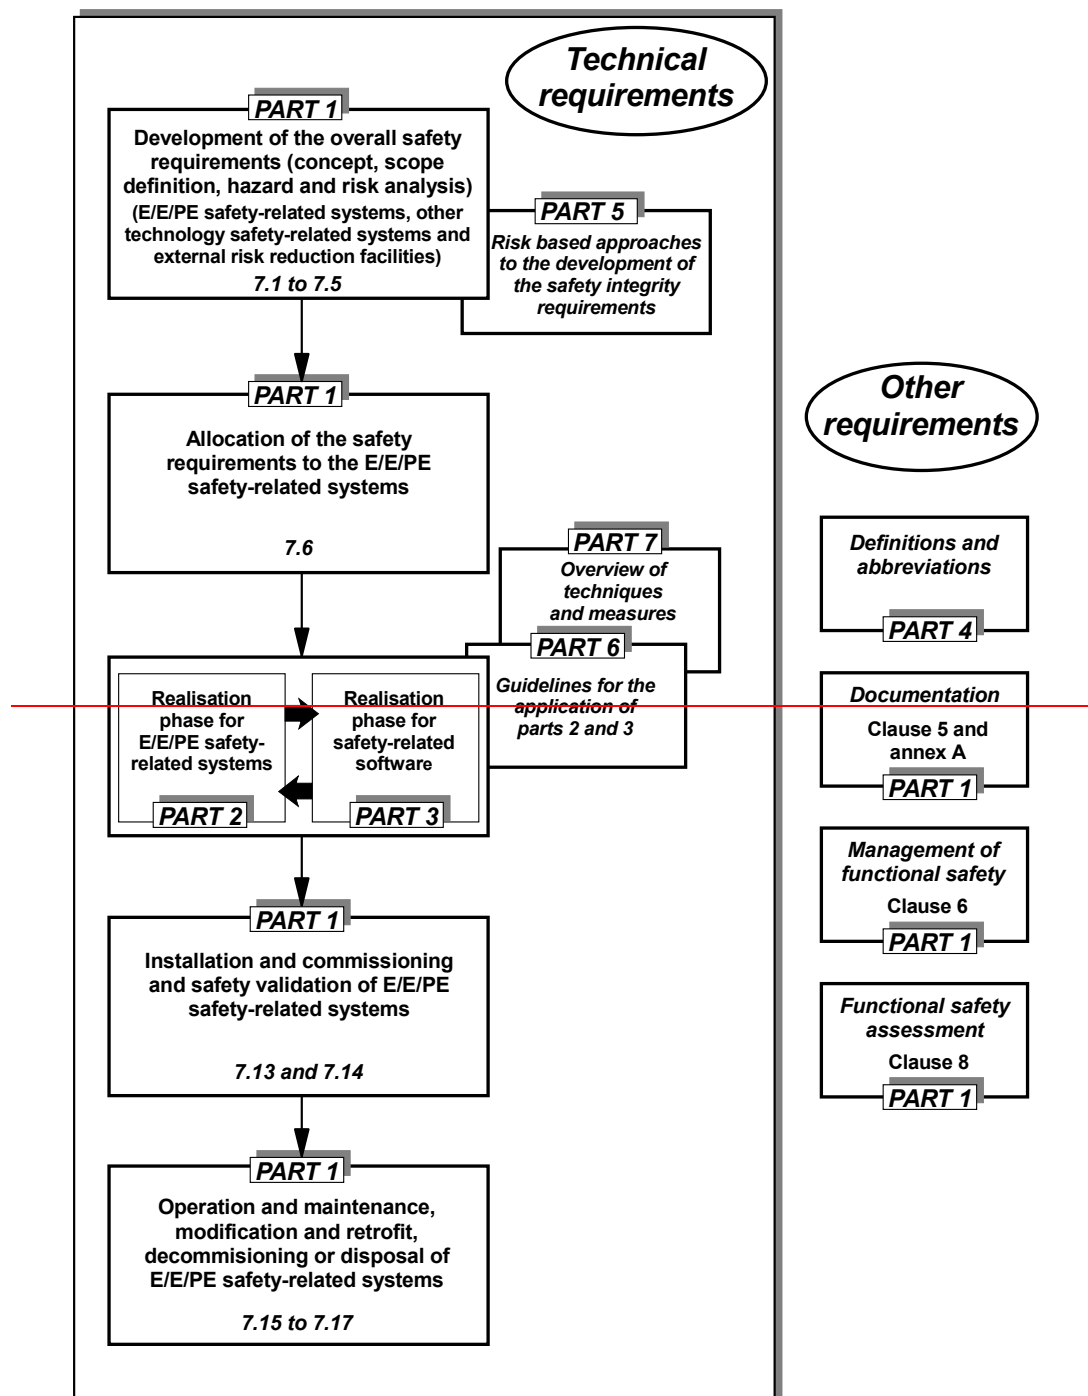 Technical
requirements
PART 1
Development of the overall safety
requirements (concept, scope
definition, hazard and risk analysis)
(E/E/PE safety-related systems, other
technology safety-related systems and
external risk reduction facilities)
7.1 to 7.5
PART 5
Risk based approaches
to the development of
the safety integrity
requirements
PART 1
Allocation of the safety
requirements to the E/E/PE
safety-related systems
7.6
PART 7
Overview of
techniques
and measures
PART 6
Guidelines for the
application of
parts 2 and 3
Realisation
phase for
E/E/PE safety-
related systems
PART 2
Realisation
phase for
safety-related
software
PART 3
PART 1
Installation and commissioning
and safety validation of E/E/PE
safety-related systems
7.13 and 7.14
PART 1
Operation and maintenance,
modification and retrofit,
decommisioning or disposal of
E/E/PE safety-related systems
7.15 to 7.17
Other
requirements
Definitions and
abbreviations
PART 4
Documentation
Clause 5 and
annex A
PART 1
Management of
functional safety
Clause 6
PART 1
Functional safety
assessment
Clause 8
PART 1